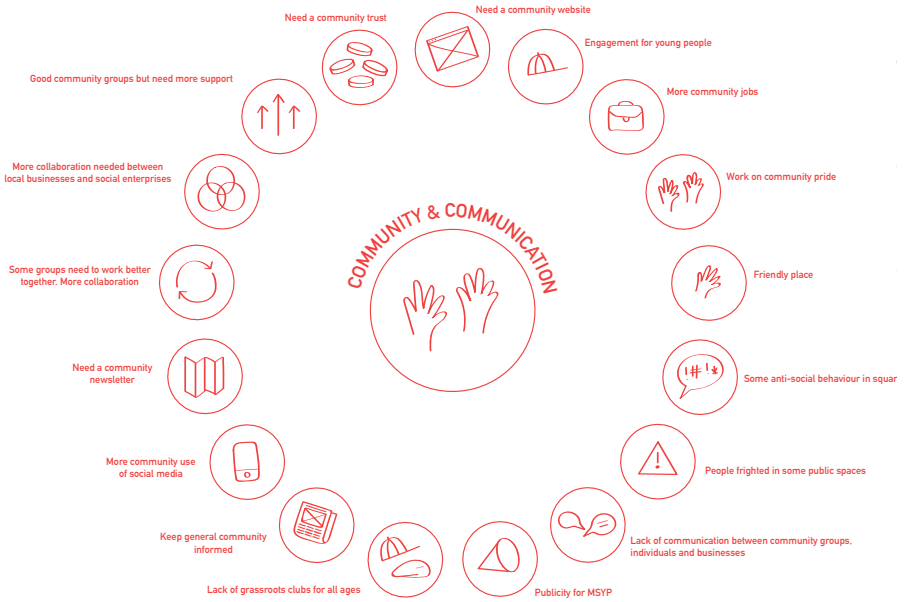 Need a community website
Need a community trust
Engagement for young people
Good community groups but need more support
More community jobs
More collaboration needed between
local businesses and social enterprises
Work on community pride
COMMUNITY & COMMUNICATION
Some groups need to work better
together. More collaboration
Friendly place
Need a community
newsletter
!#!*
Some anti-social behaviour in squar
More community use
of social media
!
People frighted in some public spaces
Keep general community
informed
Lack of communication between community groups,
individuals and businesses
Lack of grassroots clubs for all ages
Publicity for MSYP